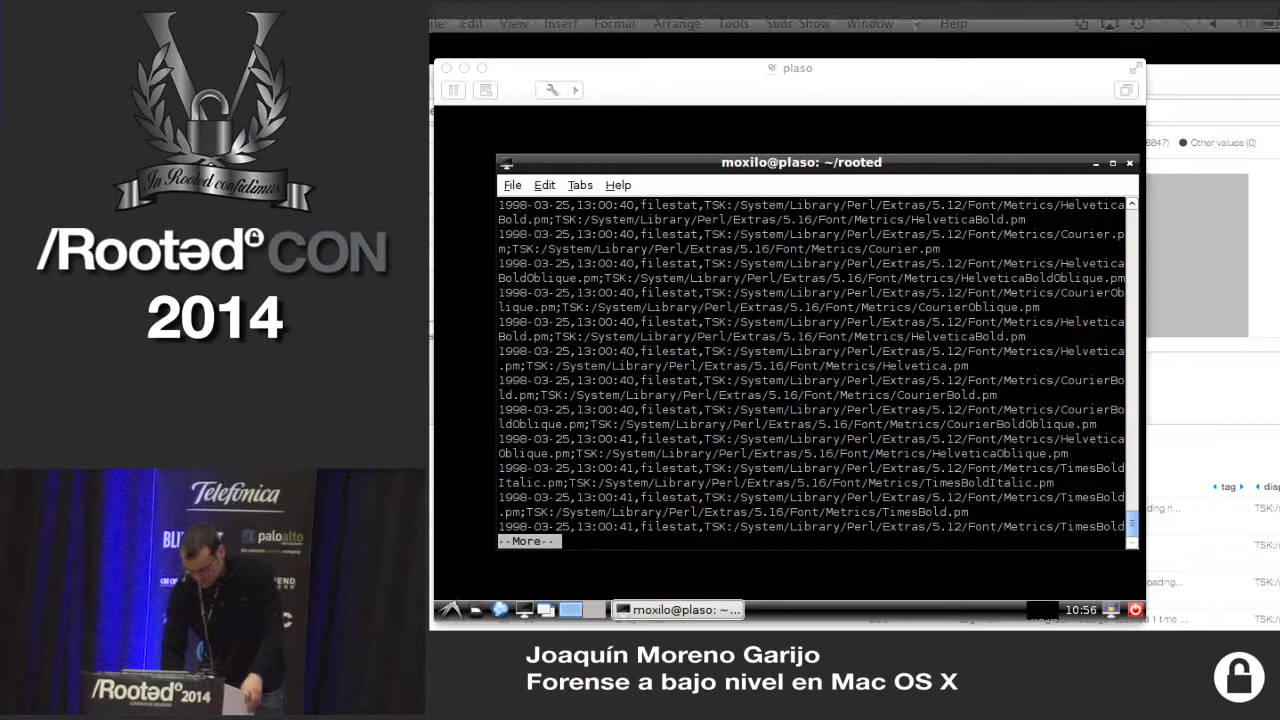 In Rooted confidimus
/Rootəd CON
2014
View Insert Format Arrange Tools Slide Show Window Help
plaso
6847) Other values (0)
moxilo@plaso: ~/rooted
File Edit Tabs Help
1998-03-25,13:00:40,filestat,TSK:/System/Library/Perl/Extras/5.12/Font/Metrics/Helvetica
Bold.pm;TSK:/System/Library/Perl/Extras/5.16/Font/Metrics/HelveticaBold.pm
1998-03-25,13:00:40,filestat,TSK:/System/Library/Perl/Extras/5.12/Font/Metrics/Courier.p
m;TSK:/System/Library/Perl/Extras/5.16/Font/Metrics/Courier.pm
1998-03-25,13:00:40,filestat,TSK:/System/Library/Perl/Extras/5.12/Font/Metrics/Helvetica
BoldOblique.pm;TSK:/System/Library/Perl/Extras/5.16/Font/Metrics/HelveticaBoldOblique.pm
1998-03-25,13:00:40,filestat,TSK:/System/Library/Perl/Extras/5.12/Font/Metrics/CourierOb
lique.pm;TSK:/System/Library/Perl/Extras/5.16/Font/Metrics/CourierOblique.pm
1998-03-25,13:00:40,filestat,TSK:/System/Library/Perl/Extras/5.12/Font/Metrics/Helvetica
Bold.pm;TSK:/System/Library/Perl/Extras/5.16/Font/Metrics/HelveticaBold.pm
1998-03-25,13:00:40,filestat,TSK:/System/Library/Perl/Extras/5.12/Font/Metrics/Helvetica
.pm;TSK:/System/Library/Perl/Extras/5.16/Font/Metrics/Helvetica.pm
1998-03-25,13:00:40,filestat,TSK:/System/Library/Perl/Extras/5.12/Font/Metrics/CourierBo
ld.pm;TSK:/System/Library/Perl/Extras/5.16/Font/Metrics/CourierBold.pm
1998-03-25,13:00:40,filestat,TSK:/System/Library/Perl/Extras/5.12/Font/Metrics/CourierBo
ldOblique.pm;TSK:/System/Library/Perl/Extras/5.16/Font/Metrics/CourierBoldOblique.pm
1998-03-25,13:00:41,filestat,TSK:/System/Library/Perl/Extras/5.12/Font/Metrics/Helvetica
Oblique.pm;TSK:/System/Library/Perl/Extras/5.16/Font/Metrics/HelveticaOblique.pm
1998-03-25,13:00:41,filestat,TSK:/System/Library/Perl/Extras/5.12/Font/Metrics/TimesBold
Italic.pm;TSK:/System/Library/Perl/Extras/5.16/Font/Metrics/TimesBoldItalic.pm
1998-03-25,13:00:41,filestat,TSK:/System/Library/Perl/Extras/5.12/Font/Metrics/TimesBold
.pm;TSK:/System/Library/Perl/Extras/5.16/Font/Metrics/TimesBold.pm
1998-03-25,13:00:41,filestat,TSK:/System/Library/Perl/Extras/5.12/Font/Metrics/TimesBold
--More--
tag
TSK:/
TSK:/
moxilo@plaso: ~...
10:56
Telefónica
paloalto
/Rootəd 2014
Joaquín Moreno Garijo
Forense a bajo nivel en Mac OS X